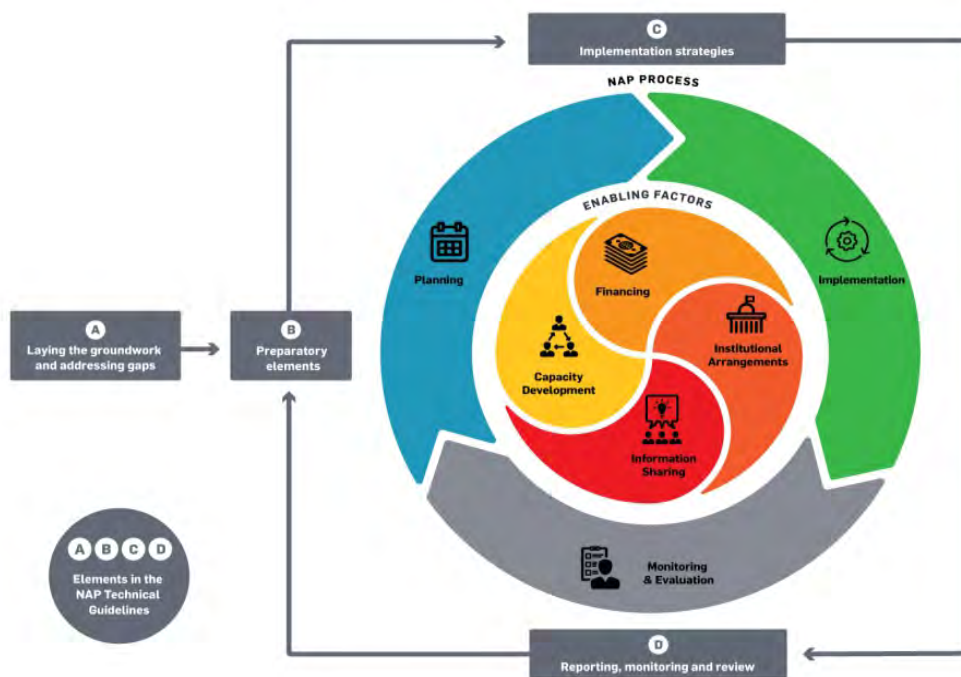 C
Implementation strategies
NAP PROCESS
ENABLING FACTORS
Planning
Financing
Implementation
A
Laying the groundwork
and addressing gaps
B
Preparatory
elements
Institutional
Arrangements
Capacity
Development
Information
Sharing
A B C D
Elements in the
NAP Technical
Guidelines
Monitoring
& Evaluation
D
Reporting, monitoring and review